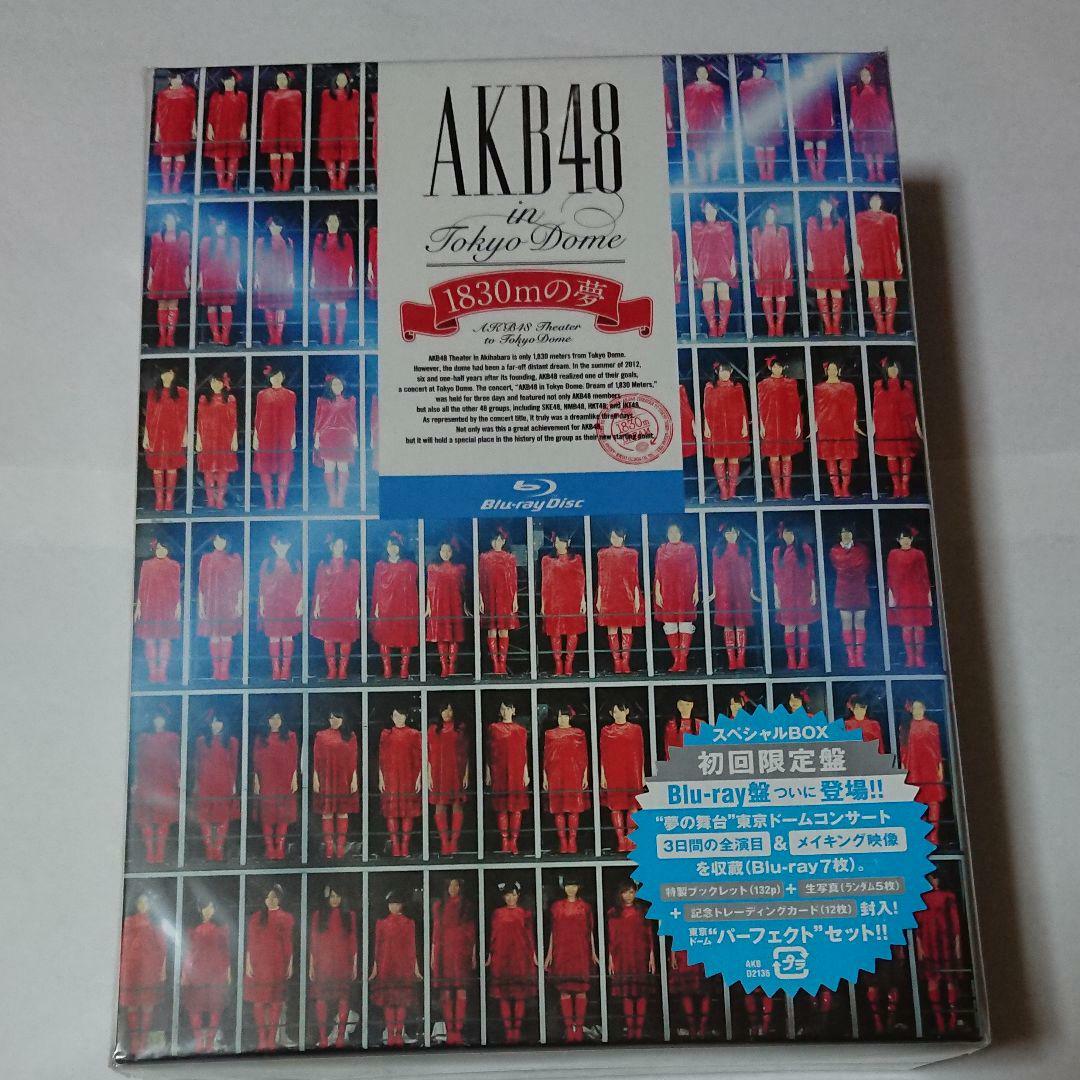 AKB48
in
Tokyo Dome
1830mの夢
AKB48 Theater
to Tokyo Dome
AKB48 Theater in Akihabara is only 1,830 meters from Tokyo Dome.
However, the dome had been a far-off distant dream. In the summer of 2012,
six and one-half years after its founding, AKB48 realized one of their goals,
a concert at Tokyo Dome. The concert, "AKB48 in Tokyo Dome: Dream of 1,830 Meters,"
was held for three days and featured not only AKB48 members
but also all the other 48 groups, including SKE48, NMB48, HKT48, and JKT48.
As represented by the concert title, it truly was a dreamlike three days.
Not only was this a great achievement for AKB48,
but it will hold a special place in the history of the group as their new starting point.
1830m
Blu-ray Disc
スペシャルBOX
初回限定盤
Blu-ray盤ついに登場!!
"夢の舞台"東京ドームコンサート
3日間の全演目 & メイキング映像
を収蔵(Blu-ray7枚)。
特製ブックレット(132p) + 生写真(ランダム5枚)
+ 記念トレーディングカード(12枚) 封入!
東京ドーム"パーフェクト"セット!!
AKB
D2136
プラ